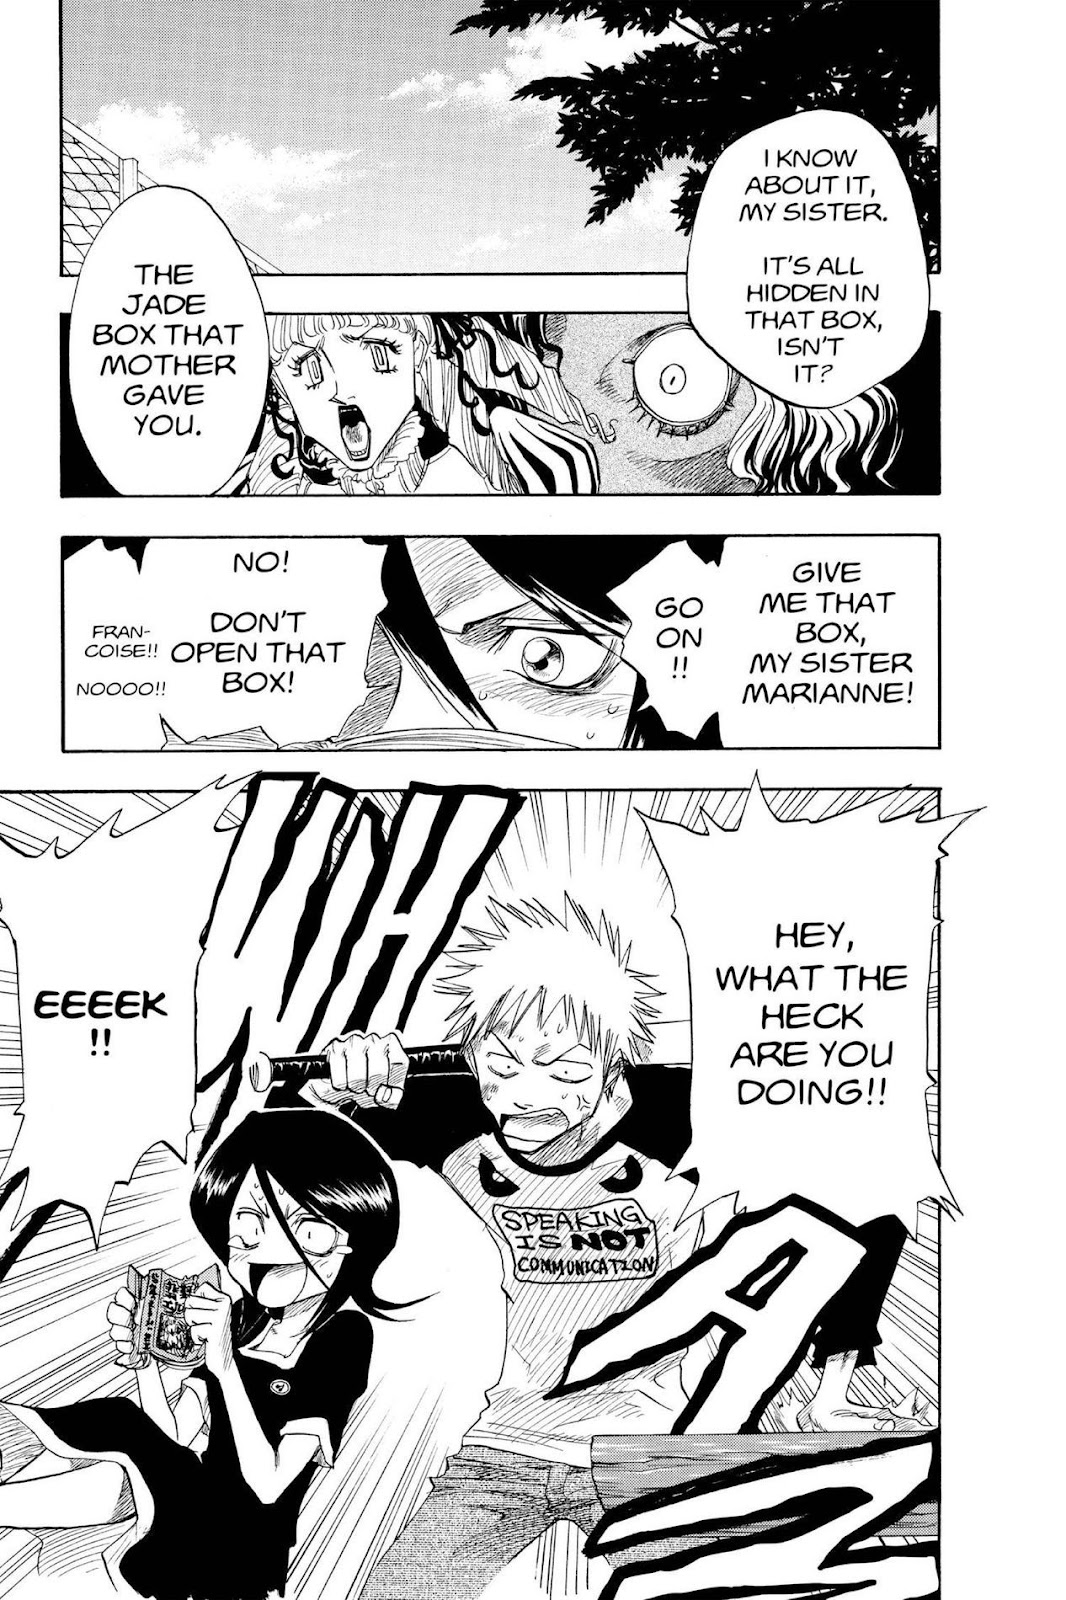 I KNOW
ABOUT IT,
MY SISTER.
IT'S ALL
HIDDEN IN
THAT BOX,
ISN'T
IT?
THE
JADE
BOX THAT
MOTHER
GAVE
YOU.
GIVE
ME THAT
BOX,
MY SISTER
MARIANNE!
GO
ON
!!
NO!
DON'T
OPEN THAT
BOX!
FRAN-
COISE!!
NOOOO!!
HEY,
WHAT THE
HECK
ARE YOU
DOING!!
EEEEK
!!
SPEAKING
IS NOT
COMMUNICATION